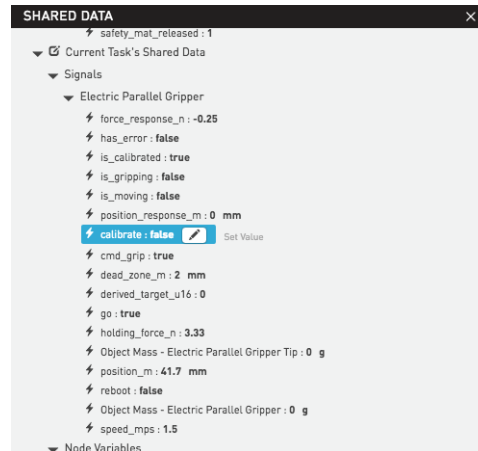 SHARED DATA
safety_mat_released : 1
Current Task's Shared Data
Signals
Electric Parallel Gripper
force_response_n : -0.25
has_error : false
is_calibrated : true
is_gripping : false
is_moving : false
position_response_m : 0 mm
calibrate : false Set Value
cmd_grip : true
dead_zone_m : 2 mm
derived_target_u16 : 0
go : true
holding_force_n : 3.33
Object Mass - Electric Parallel Gripper Tip : 0 g
position_m : 41.7 mm
reboot : false
Object Mass - Electric Parallel Gripper : 0 g
speed_mps : 1.5
Node Variables